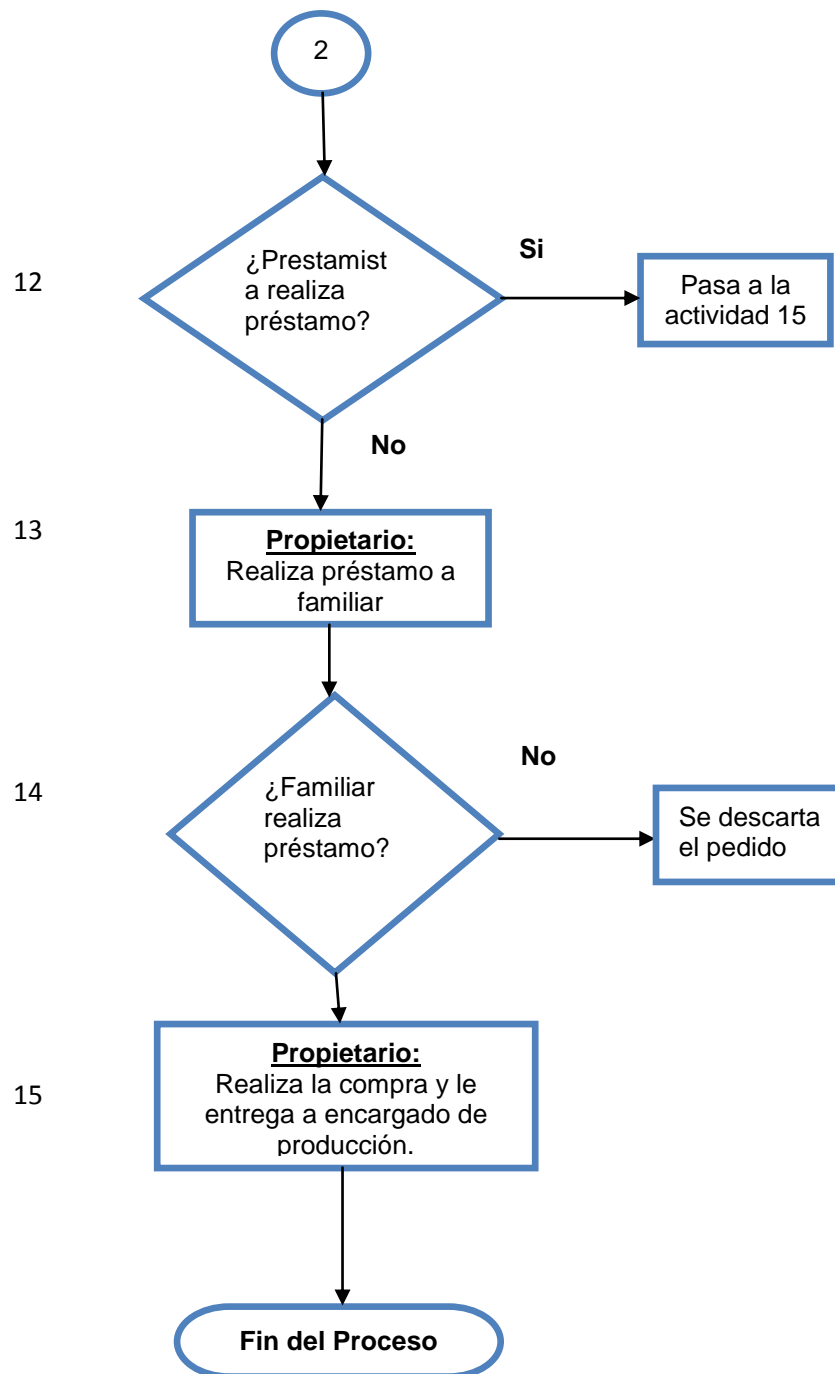 2
12
¿Prestamist
a realiza
préstamo?
Si
Pasa a la
actividad 15
No
13
Propietario:
Realiza préstamo a
familiar
14
¿Familiar
realiza
préstamo?
No
Se descarta
el pedido
15
Propietario:
Realiza la compra y le
entrega a encargado de
producción.
Fin del Proceso